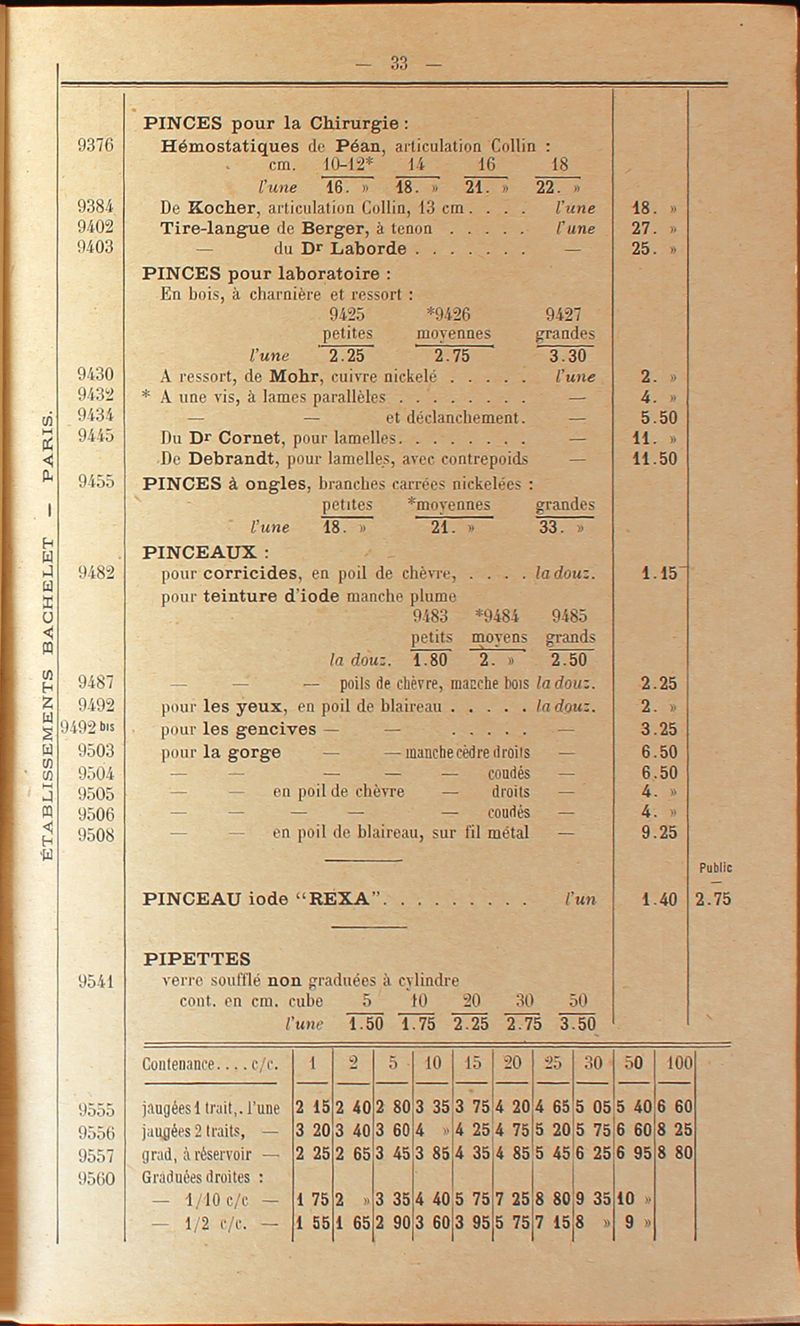 — 33 —
PINCES pour la Chirurgie :
9376 Hémostatiques de Péan, articulation Collin :
cm. 10-12* 14 16 18
l'une 16. » 18. » 21. » 22. »
9384 De Kocher, articulation Collin, 13 cm. . . . l'une 18. »
9402 Tire-langue de Berger, à tenon . . . . . l'une 27. »
9403 — du Dr Laborde . . . . . . . — 25. »
PINCES pour laboratoire :
En bois, à charnière et ressort :
9425 *9426 9427
petites moyennes grandes
l'une 2.25 2.75 3.30
9430 A ressort, de Mohr, cuivre nickelé . . . . . l'une 2. »
9432 * A une vis, à lames parallèles . . . . . . . . — 4. »
9434 — — et déclanchement. — 5.50
9445 Du Dr Cornet, pour lamelles. . . . . . . . — 11. »
De Debrandt, pour lamelles, avec contrepoids — 11.50
9455 PINCES à ongles, branches carrées nickelées :
petites *moyennes grandes
l'une 18. » 21. » 33. »
PINCEAUX :
9482 pour corricides, en poil de chèvre, . . . . la douz. 1.15
pour teinture d'iode manche plume
9483 *9484 9485
petits moyens grands
la douz. 1.80 2. » 2.50
9487 — — — poils de chèvre, manche bois la douz. 2.25
9492 pour les yeux, en poil de blaireau . . . . . la douz. 2. »
9492 bis pour les gencives — — . . . . . — 3.25
9503 pour la gorge — — manche cèdre droits — 6.50
9504 — — — — — coudés — 6.50
9505 — — en poil de chèvre — droits — 4. »
9506 — — — — — coudés — 4. »
9508 — — en poil de blaireau, sur fil métal — 9.25
Public
PINCEAU iode “REXA”. . . . . . . . . l'un 1.40 2.75
PIPETTES
9541 verre soufflé non graduées à cylindre
cont. en cm. cube 5 10 20 30 50
l'une 1.50 1.75 2.25 2.75 3.50
Contenance. . . . c/c. 1 2 5 10 15 20 25 30 50 100
9555 jaugées 1 trait,. l'une 2 15 2 40 2 80 3 35 3 75 4 20 4 65 5 05 5 40 6 60
9556 jaugées 2 traits, — 3 20 3 40 3 60 4 » 4 25 4 75 5 20 5 75 6 60 8 25
9557 grad, à réservoir — 2 25 2 65 3 45 3 85 4 35 4 85 5 45 6 25 6 95 8 80
9560 Graduées droites :
— 1/10 c/c — 1 75 2 » 3 35 4 40 5 75 7 25 8 80 9 35 10 »
— 1/2 c/c. — 1 55 1 65 2 90 3 60 3 95 5 75 7 15 8 » 9 »
ÉTABLISSEMENTS BACHELET — PARIS.